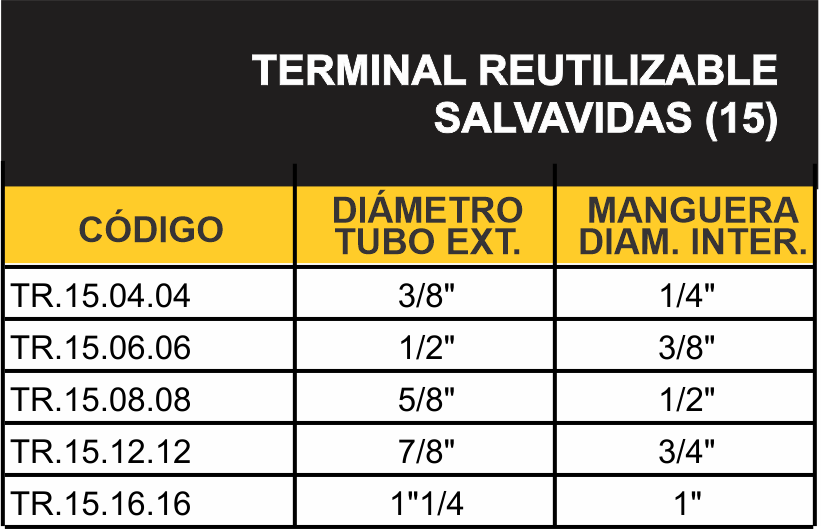 TERMINAL REUTILIZABLE
SALVAVIDAS (15)
CÓDIGO DIÁMETRO TUBO EXT. MANGUERA DIAM. INTER.
TR.15.04.04 3/8" 1/4"
TR.15.06.06 1/2" 3/8"
TR.15.08.08 5/8" 1/2"
TR.15.12.12 7/8" 3/4"
TR.15.16.16 1"1/4 1"